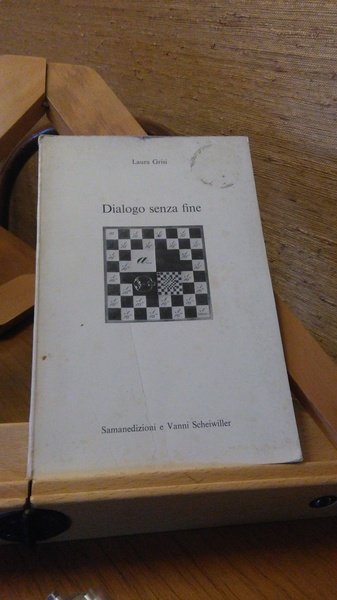 Laura Grisi
Dialogo senza fine
Samanedizioni e Vanni Scheiwiller